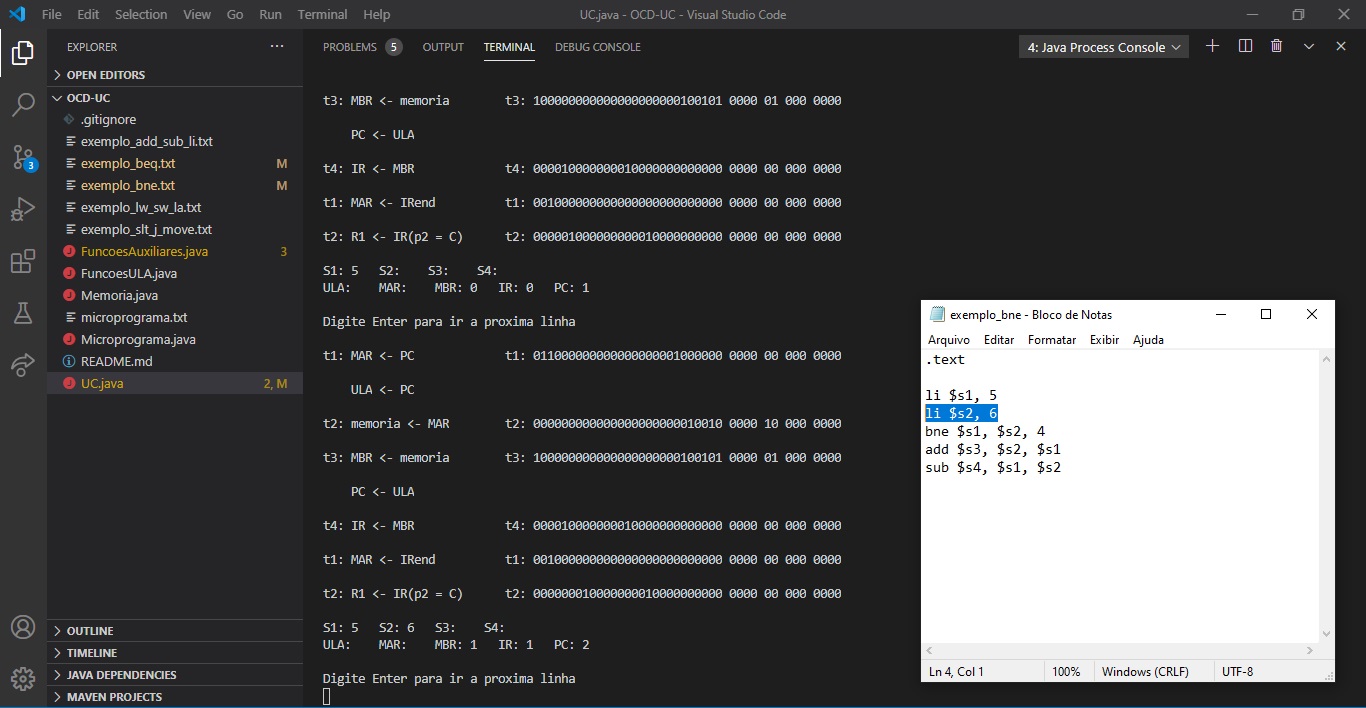 File Edit Selection View Go Run Terminal Help UC.java - OCD-UC - Visual Studio Code
EXPLORER
OPEN EDITORS
OCD-UC
.gitignore
exemplo_add_sub_li.txt
exemplo_beq.txt M
exemplo_bne.txt M
exemplo_lw_sw_la.txt
exemplo_slt_j_move.txt
FuncoesAuxiliares.java 3
FuncoesULA.java
Memoria.java
microprograma.txt
Microprograma.java
README.md
UC.java 2, M
OUTLINE
TIMELINE
JAVA DEPENDENCIES
MAVEN PROJECTS
3
PROBLEMS 5 OUTPUT TERMINAL DEBUG CONSOLE 4: Java Process Console
t3: MBR <- memoria t3: 100000000000000000000100101 0000 01 000 0000
PC <- ULA
t4: IR <- MBR t4: 000010000000010000000000000 0000 00 000 0000
t1: MAR <- IRend t1: 001000000000000000000000000 0000 00 000 0000
t2: R1 <- IR(p2 = C) t2: 000001000000000010000000000 0000 00 000 0000
S1: 5 S2: S3: S4:
ULA: MAR: MBR: 0 IR: 0 PC: 1
Digite Enter para ir a proxima linha
t1: MAR <- PC t1: 011000000000000000001000000 0000 00 000 0000
ULA <- PC
t2: memoria <- MAR t2: 000000000000000000000010010 0000 10 000 0000
t3: MBR <- memoria t3: 100000000000000000000100101 0000 01 000 0000
PC <- ULA
t4: IR <- MBR t4: 000010000000010000000000000 0000 00 000 0000
t1: MAR <- IRend t1: 001000000000000000000000000 0000 00 000 0000
t2: R1 <- IR(p2 = C) t2: 000000010000000010000000000 0000 00 000 0000
S1: 5 S2: 6 S3: S4:
ULA: MAR: MBR: 1 IR: 1 PC: 2
Digite Enter para ir a proxima linha
exemplo_bne - Bloco de Notas
Arquivo Editar Formatar Exibir Ajuda
.text
li $s1, 5
li $s2, 6
bne $s1, $s2, 4
add $s3, $s2, $s1
sub $s4, $s1, $s2
Ln 4, Col 1 100% Windows (CRLF) UTF-8